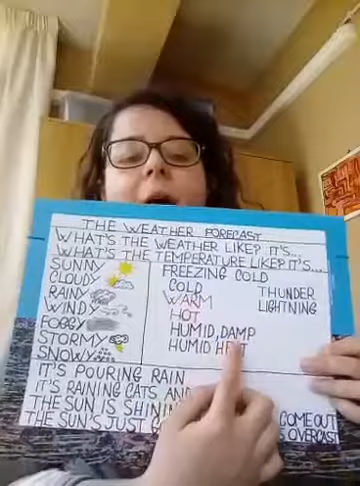 THE WEATHER FORECAST
WHAT'S THE WEATHER LIKE? IT'S...
WHAT'S THE TEMPERATURE LIKE? IT'S...
SUNNY
CLOUDY
RAINY
WINDY
FOGGY
STORMY
SNOWY
FREEZING COLD
COLD
WARM
HOT
HUMID, DAMP
HUMID
THUNDER
LIGHTNING
IT'S POURING RAIN
IT'S RAINING CATS AND
THE SUN IS
THE SUN'S JUST
COME OUT
OVERCAST